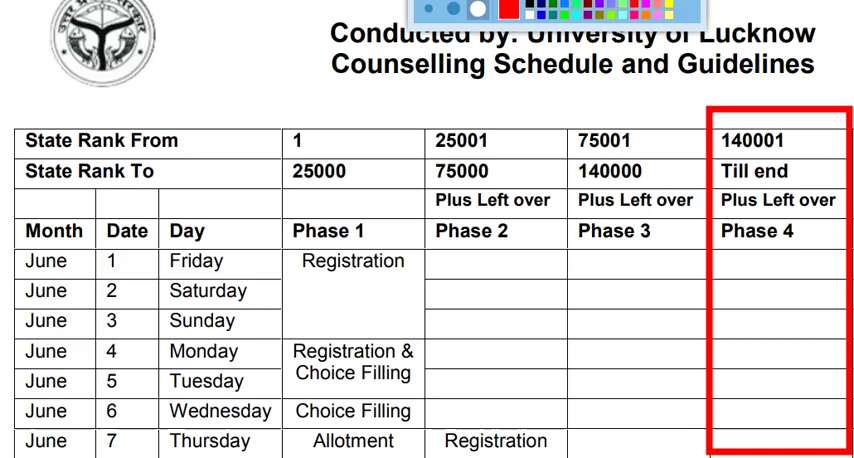 Conducted by: University of Lucknow
Counselling Schedule and Guidelines
State Rank From 1 25001 75001 140001
State Rank To 25000 75000 140000 Till end
Plus Left over Plus Left over Plus Left over
Month Date Day Phase 1 Phase 2 Phase 3 Phase 4
June 1 Friday Registration
June 2 Saturday
June 3 Sunday
June 4 Monday Registration &
June 5 Tuesday Choice Filling
June 6 Wednesday Choice Filling
June 7 Thursday Allotment Registration